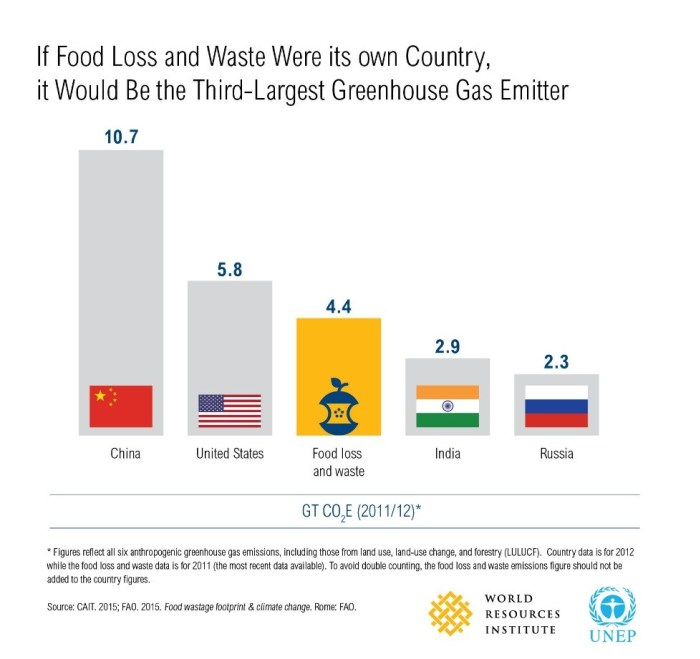 If Food Loss and Waste Were its own Country,
it Would Be the Third-Largest Greenhouse Gas Emitter
10.7
5.8
4.4
2.9
2.3
China
United States
Food loss
and waste
India
Russia
GT CO₂E (2011/12)*
* Figures reflect all six anthropogenic greenhouse gas emissions, including those from land use, land-use change, and forestry (LULUCF). Country data is for 2012
while the food loss and waste data is for 2011 (the most recent data available). To avoid double counting, the food loss and waste emissions figure should not be
added to the country figures.
Source: CAIT. 2015; FAO. 2015. Food wastage footprint & climate change. Rome: FAO.
WORLD
RESOURCES
INSTITUTE
UNEP